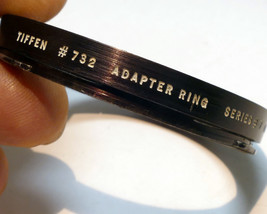 TIFFEN #732 ADAPTER RING SERIES